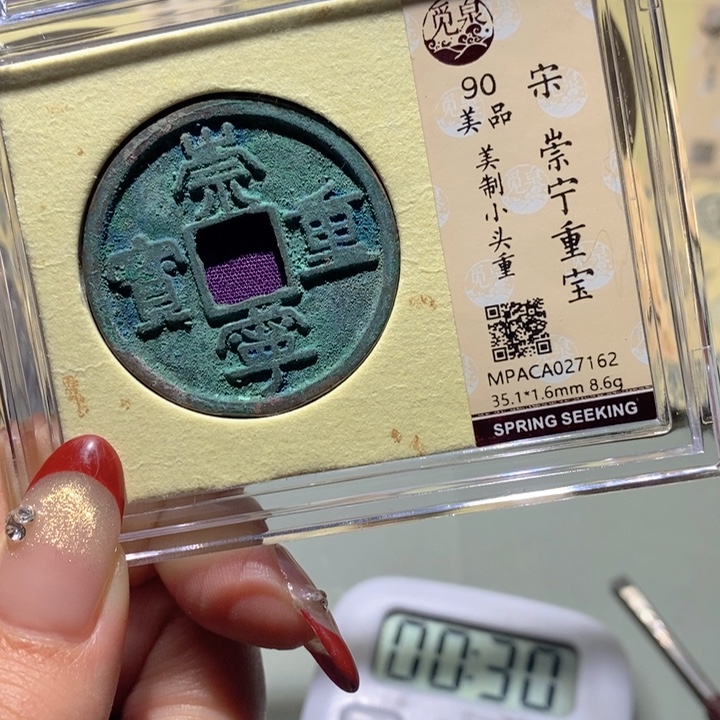 崇
重
寶
寧
觅泉
90
美品
宋 崇宁重宝
美制小头重
MPACA027162
35.1*1.6mm 8.6g
SPRING SEEKING
00:30